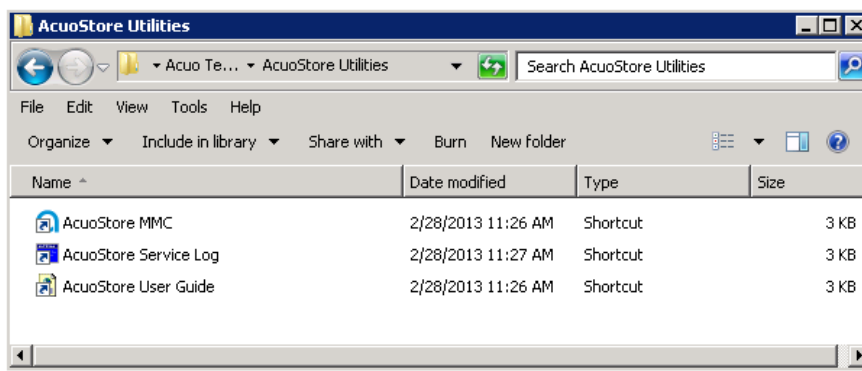 AcuoStore Utilities
Acuo Te... AcuoStore Utilities Search AcuoStore Utilities
File Edit View Tools Help
Organize Include in library Share with Burn New folder
Name Date modified Type Size
AcuoStore MMC 2/28/2013 11:26 AM Shortcut 3 KB
AcuoStore Service Log 2/28/2013 11:27 AM Shortcut 3 KB
AcuoStore User Guide 2/28/2013 11:26 AM Shortcut 3 KB